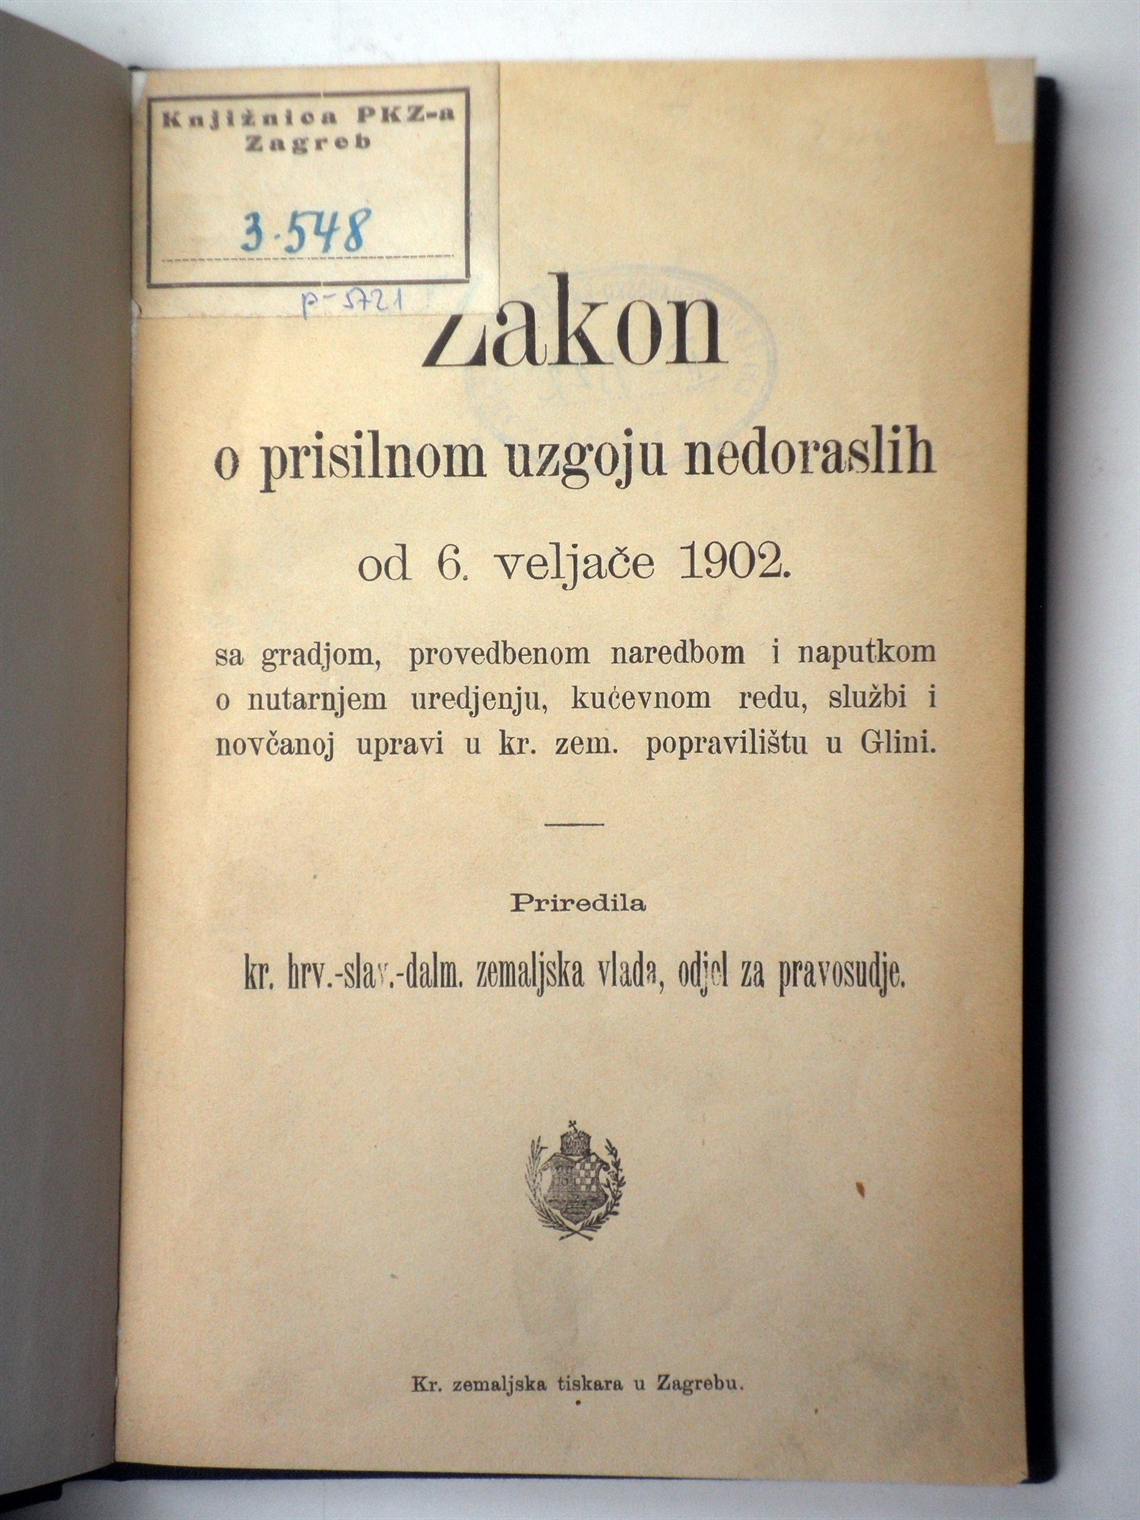 Knjižnica PKZ-a
Zagreb
3.548
p-5721
Zakon
o prisilnom uzgoju nedoraslih
od 6. veljače 1902.
sa gradjom, provedbenom naredbom i naputkom
o nutarnjem uredjenju, kućevnom redu, službi i
novčanoj upravi u kr. zem. popravilištu u Glini.
Priredila
kr. hrv.-slav.-dalm. zemaljska vlada, odjel za pravosudje.
Kr. zemaljska tiskara u Zagrebu.